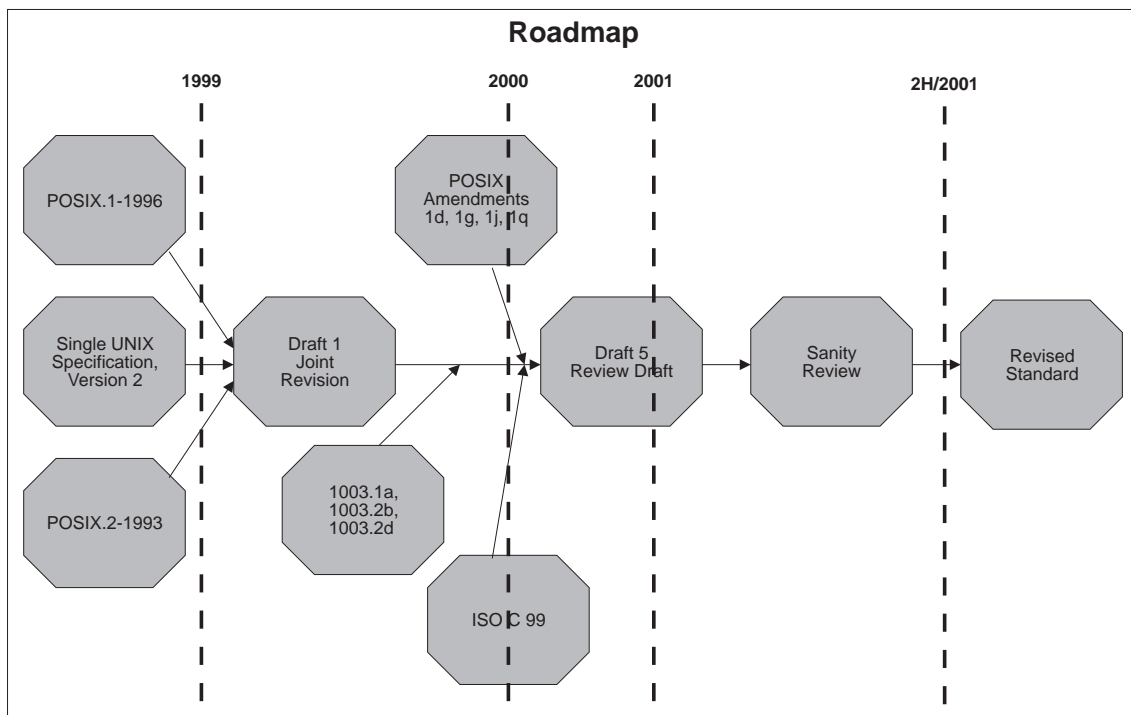 Roadmap
1999
2000
2001
2H/2001
POSIX.1-1996
POSIX
Amendments
1d, 1g, 1j, 1q
Single UNIX
Specification,
Version 2
Draft 1
Joint
Revision
Draft 5
Review Draft
Sanity
Review
Revised
Standard
POSIX.2-1993
1003.1a,
1003.2b,
1003.2d
ISO C 99